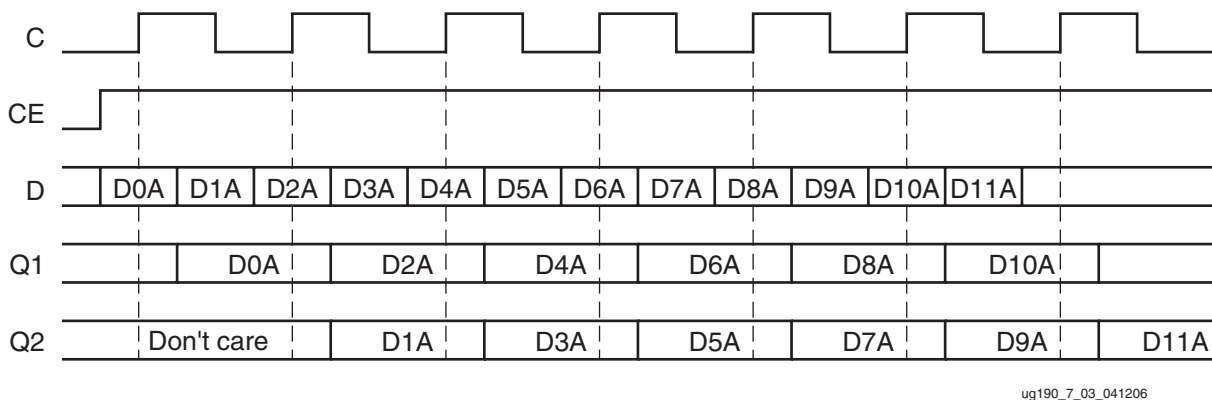 C
CE
D D0A D1A D2A D3A D4A D5A D6A D7A D8A D9A D10A D11A
Q1 D0A D2A D4A D6A D8A D10A
Q2 Don't care D1A D3A D5A D7A D9A D11A
ug190_7_03_041206